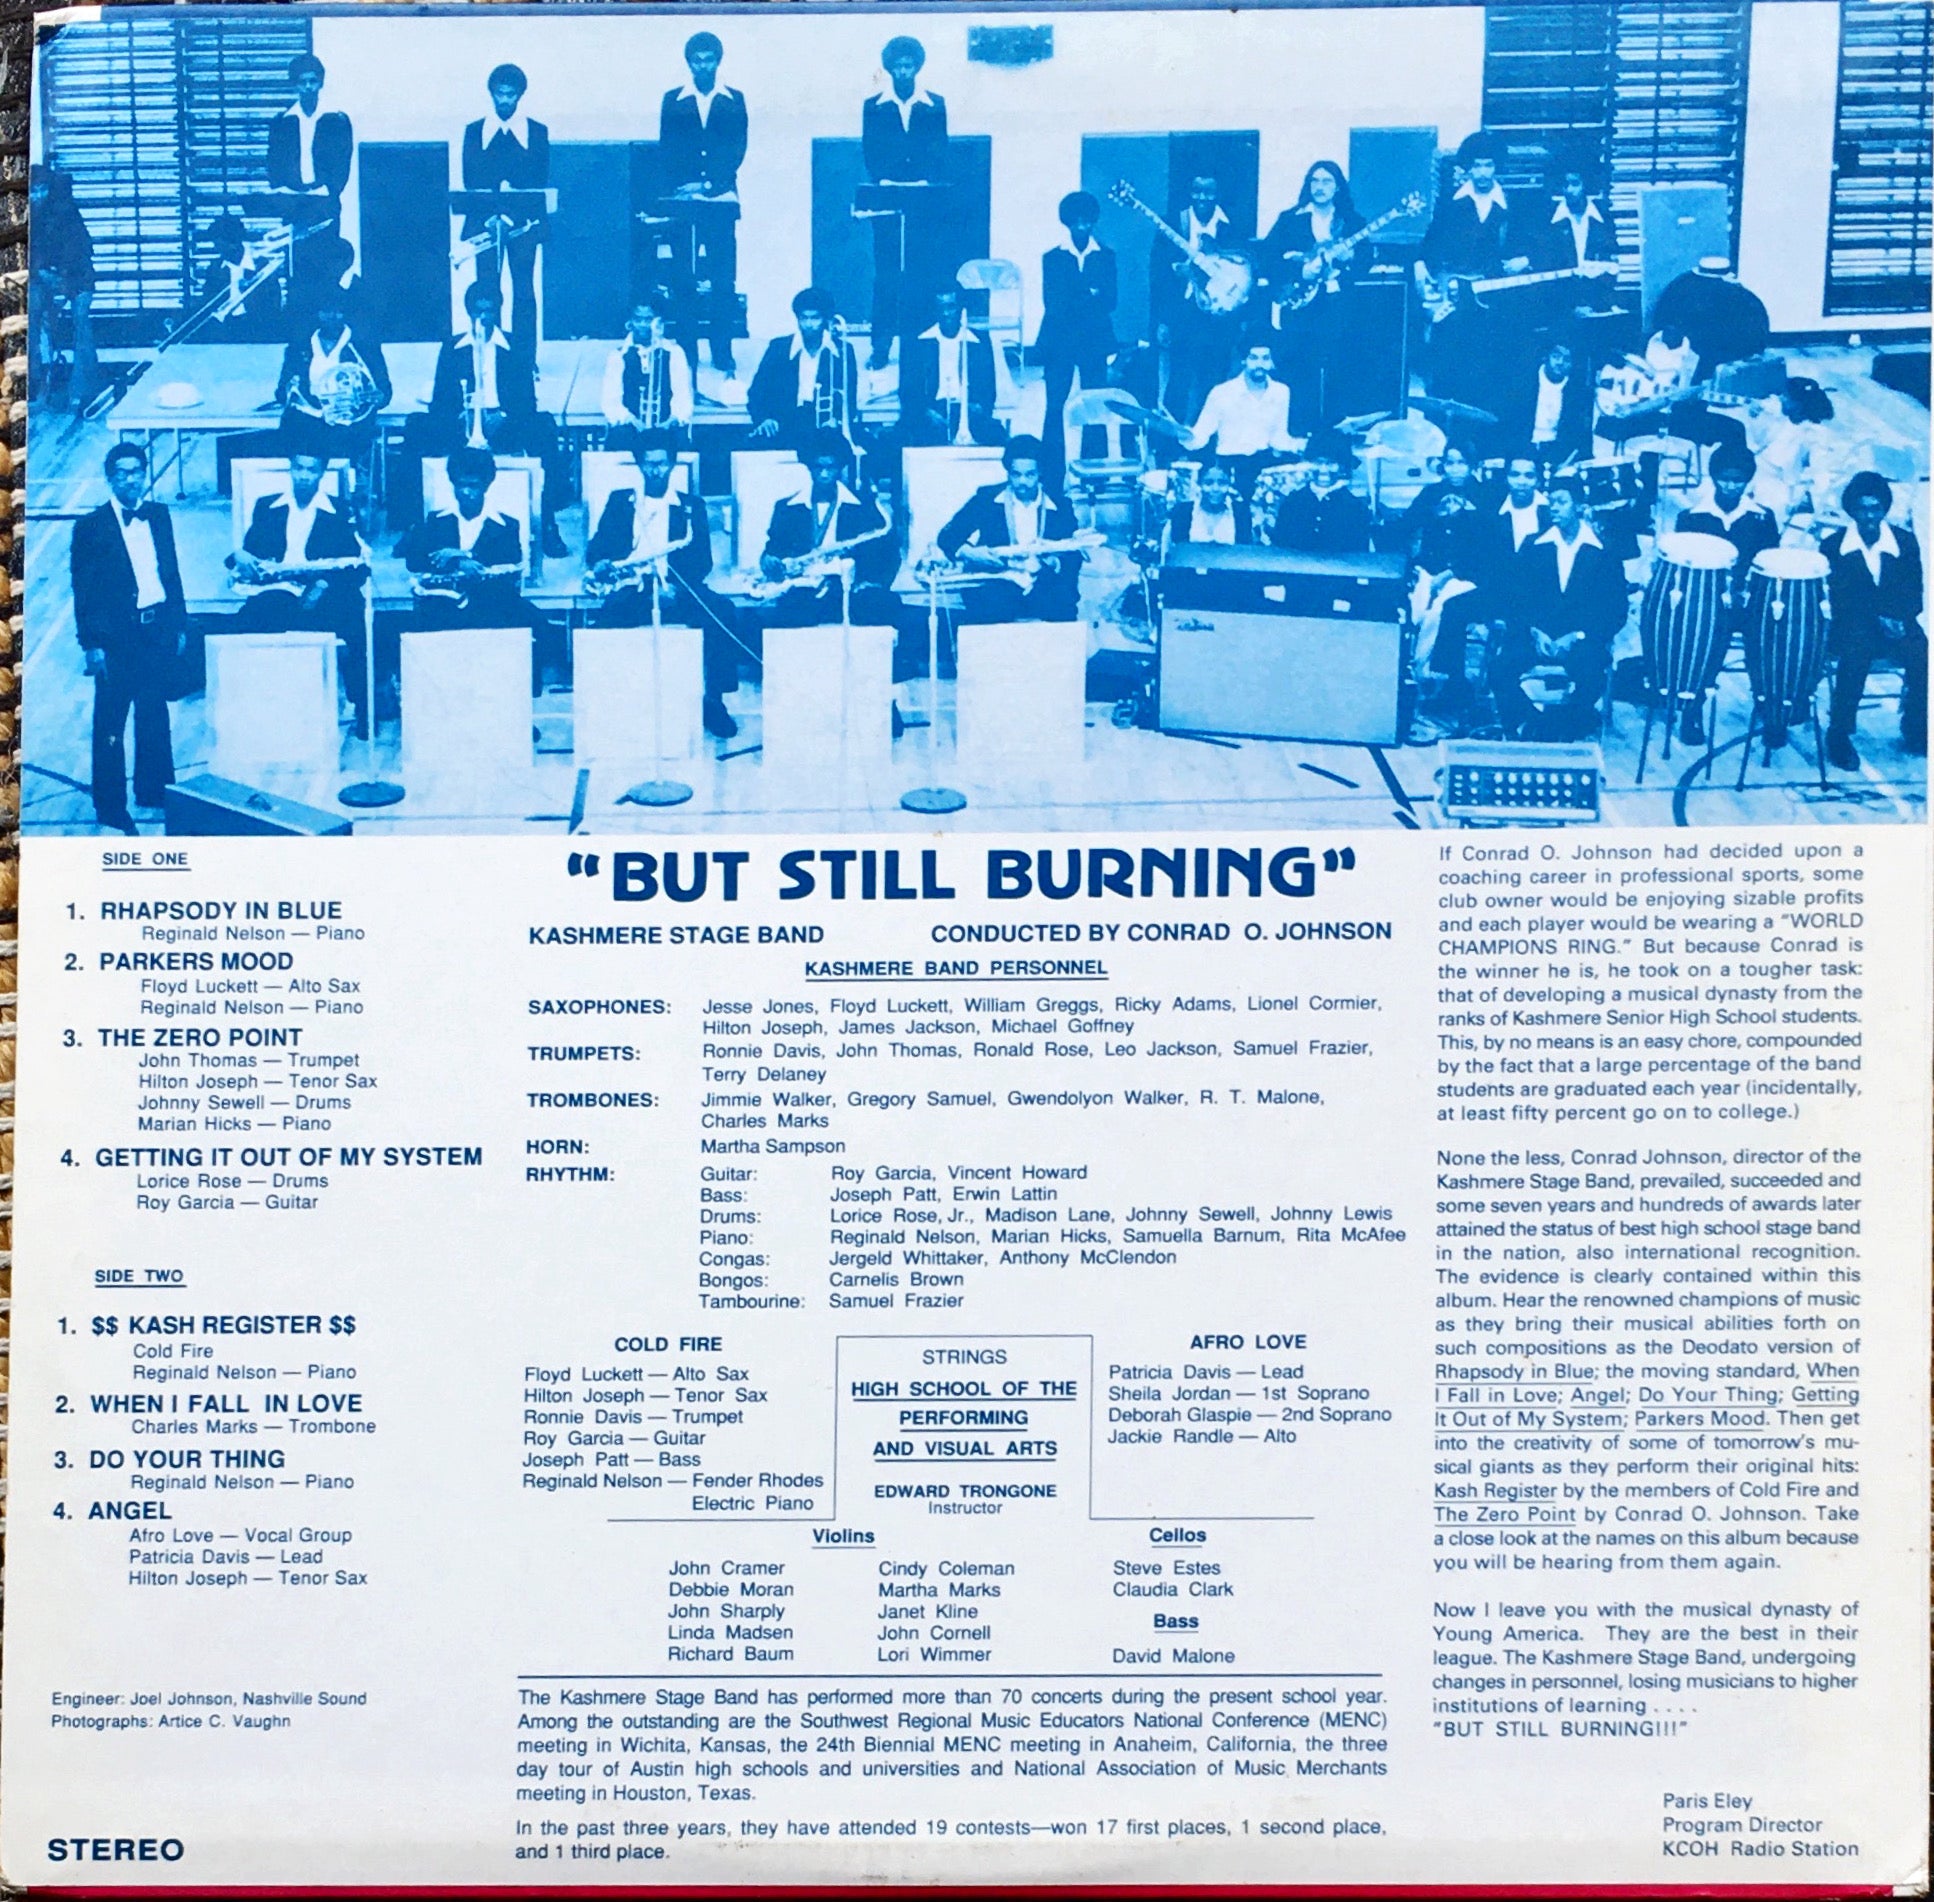 SIDE ONE
1. RHAPSODY IN BLUE
Reginald Nelson — Piano
2. PARKERS MOOD
Floyd Luckett — Alto Sax
Reginald Nelson — Piano
3. THE ZERO POINT
John Thomas — Trumpet
Hilton Joseph — Tenor Sax
Johnny Sewell — Drums
Marian Hicks — Piano
4. GETTING IT OUT OF MY SYSTEM
Lorice Rose — Drums
Roy Garcia — Guitar
SIDE TWO
1. $$ KASH REGISTER $$
Cold Fire
Reginald Nelson — Piano
2. WHEN I FALL IN LOVE
Charles Marks — Trombone
3. DO YOUR THING
Reginald Nelson — Piano
4. ANGEL
Afro Love — Vocal Group
Patricia Davis — Lead
Hilton Joseph — Tenor Sax
Engineer: Joel Johnson, Nashville Sound
Photographs: Artice C. Vaughn
STEREO
"BUT STILL BURNING"
KASHMERE STAGE BAND CONDUCTED BY CONRAD O. JOHNSON
KASHMERE BAND PERSONNEL
SAXOPHONES: Jesse Jones, Floyd Luckett, William Greggs, Ricky Adams, Lionel Cormier,
Hilton Joseph, James Jackson, Michael Goffney
TRUMPETS: Ronnie Davis, John Thomas, Ronald Rose, Leo Jackson, Samuel Frazier,
Terry Delaney
TROMBONES: Jimmie Walker, Gregory Samuel, Gwendolyon Walker, R. T. Malone,
Charles Marks
HORN: Martha Sampson
RHYTHM: Guitar: Roy Garcia, Vincent Howard
Bass: Joseph Patt, Erwin Lattin
Drums: Lorice Rose, Jr., Madison Lane, Johnny Sewell, Johnny Lewis
Piano: Reginald Nelson, Marian Hicks, Samuella Barnum, Rita McAfee
Congas: Jergeld Whittaker, Anthony McClendon
Bongos: Carnelis Brown
Tambourine: Samuel Frazier
COLD FIRE
Floyd Luckett — Alto Sax
Hilton Joseph — Tenor Sax
Ronnie Davis — Trumpet
Roy Garcia — Guitar
Joseph Patt — Bass
Reginald Nelson — Fender Rhodes
Electric Piano
STRINGS
HIGH SCHOOL OF THE
PERFORMING
AND VISUAL ARTS
EDWARD TRONGONE
Instructor
AFRO LOVE
Patricia Davis — Lead
Sheila Jordan — 1st Soprano
Deborah Glaspie — 2nd Soprano
Jackie Randle — Alto
Violins
John Cramer Cindy Coleman
Debbie Moran Martha Marks
John Sharply Janet Kline
Linda Madsen John Cornell
Richard Baum Lori Wimmer
Cellos
Steve Estes
Claudia Clark
Bass
David Malone
The Kashmere Stage Band has performed more than 70 concerts during the present school year.
Among the outstanding are the Southwest Regional Music Educators National Conference (MENC)
meeting in Wichita, Kansas, the 24th Biennial MENC meeting in Anaheim, California, the three
day tour of Austin high schools and universities and National Association of Music Merchants
meeting in Houston, Texas.
In the past three years, they have attended 19 contests—won 17 first places, 1 second place,
and 1 third place.
If Conrad O. Johnson had decided upon a
coaching career in professional sports, some
club owner would be enjoying sizable profits
and each player would be wearing a "WORLD
CHAMPIONS RING." But because Conrad is
the winner he is, he took on a tougher task:
that of developing a musical dynasty from the
ranks of Kashmere Senior High School students.
This, by no means is an easy chore, compounded
by the fact that a large percentage of the band
students are graduated each year (incidentally,
at least fifty percent go on to college.)
None the less, Conrad Johnson, director of the
Kashmere Stage Band, prevailed, succeeded and
some seven years and hundreds of awards later
attained the status of best high school stage band
in the nation, also international recognition.
The evidence is clearly contained within this
album. Hear the renowned champions of music
as they bring their musical abilities forth on
such compositions as the Deodato version of
Rhapsody in Blue; the moving standard, When
I Fall in Love; Angel; Do Your Thing; Getting
It Out of My System; Parkers Mood. Then get
into the creativity of some of tomorrow's mu-
sical giants as they perform their original hits:
Kash Register by the members of Cold Fire and
The Zero Point by Conrad O. Johnson. Take
a close look at the names on this album because
you will be hearing from them again.
Now I leave you with the musical dynasty of
Young America. They are the best in their
league. The Kashmere Stage Band, undergoing
changes in personnel, losing musicians to higher
institutions of learning . . . .
"BUT STILL BURNING!!!"
Paris Eley
Program Director
KCOH Radio Station